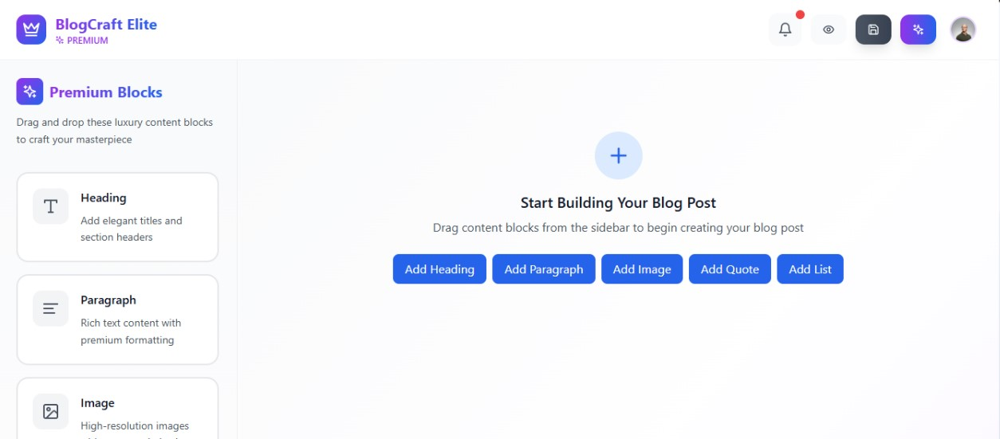 BlogCraft Elite
PREMIUM
Premium Blocks
Drag and drop these luxury content blocks
to craft your masterpiece
Heading
Add elegant titles and
section headers
Paragraph
Rich text content with
premium formatting
Image
High-resolution images
Start Building Your Blog Post
Drag content blocks from the sidebar to begin creating your blog post
Add Heading
Add Paragraph
Add Image
Add Quote
Add List